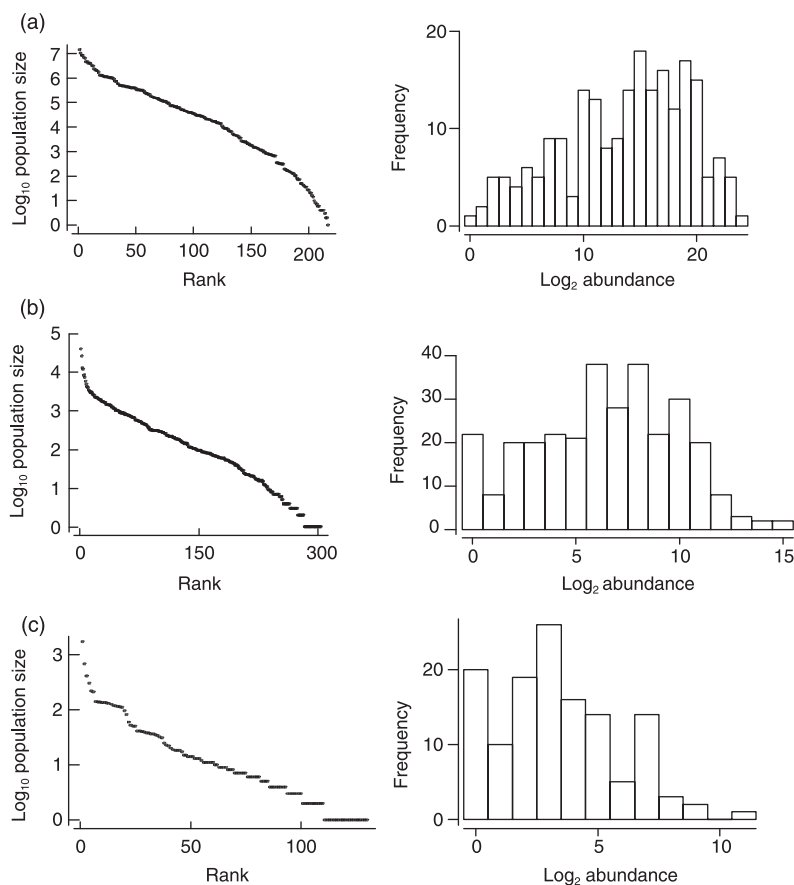 (a)
Log₁₀ population size
7
6
5
4
3
2
1
0
0 50 100 150 200
Rank
Frequency
20
10
0
0 10 20
Log₂ abundance
(b)
Log₁₀ population size
5
4
3
2
1
0
0 150 300
Rank
Frequency
40
30
20
10
0
0 5 10 15
Log₂ abundance
(c)
Log₁₀ population size
3
2
1
0
0 50 100
Rank
Frequency
20
10
0
0 5 10
Log₂ abundance